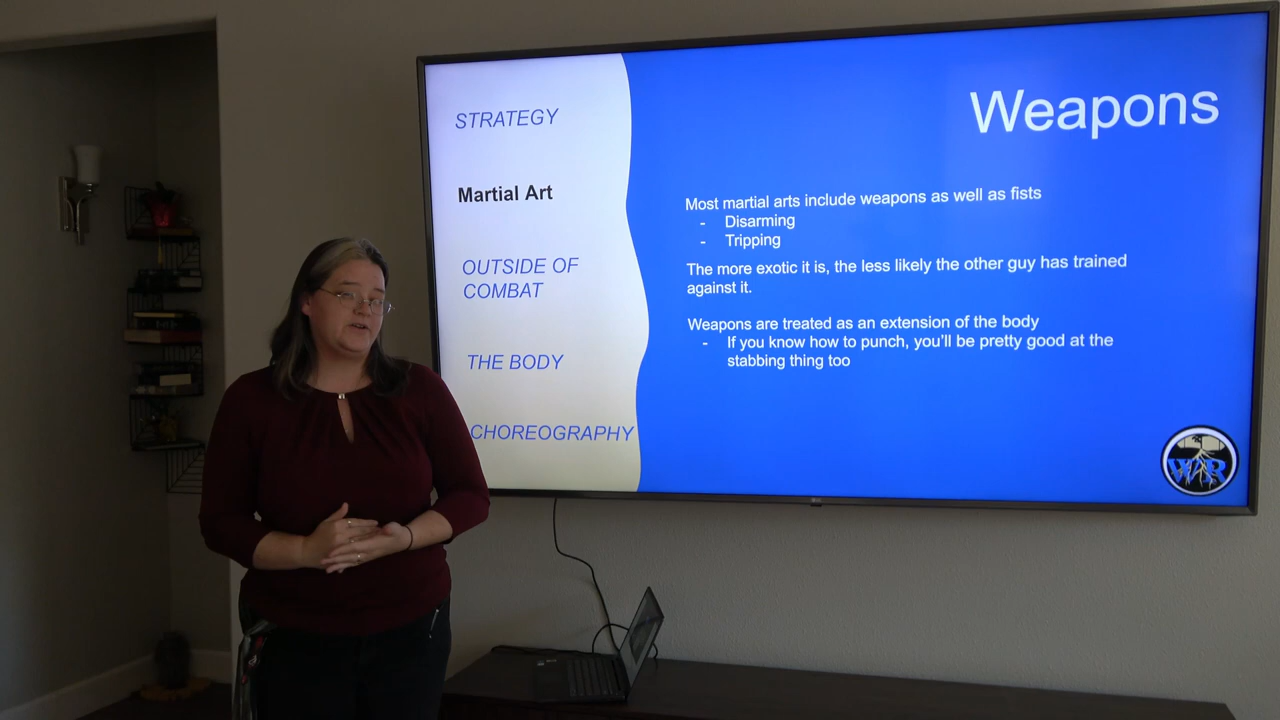 STRATEGY
Martial Art
OUTSIDE OF
COMBAT
THE BODY
CHOREOGRAPHY
Weapons
Most martial arts include weapons as well as fists
- Disarming
- Tripping
The more exotic it is, the less likely the other guy has trained
against it.
Weapons are treated as an extension of the body
- If you know how to punch, you'll be pretty good at the
stabbing thing too
WR
LG